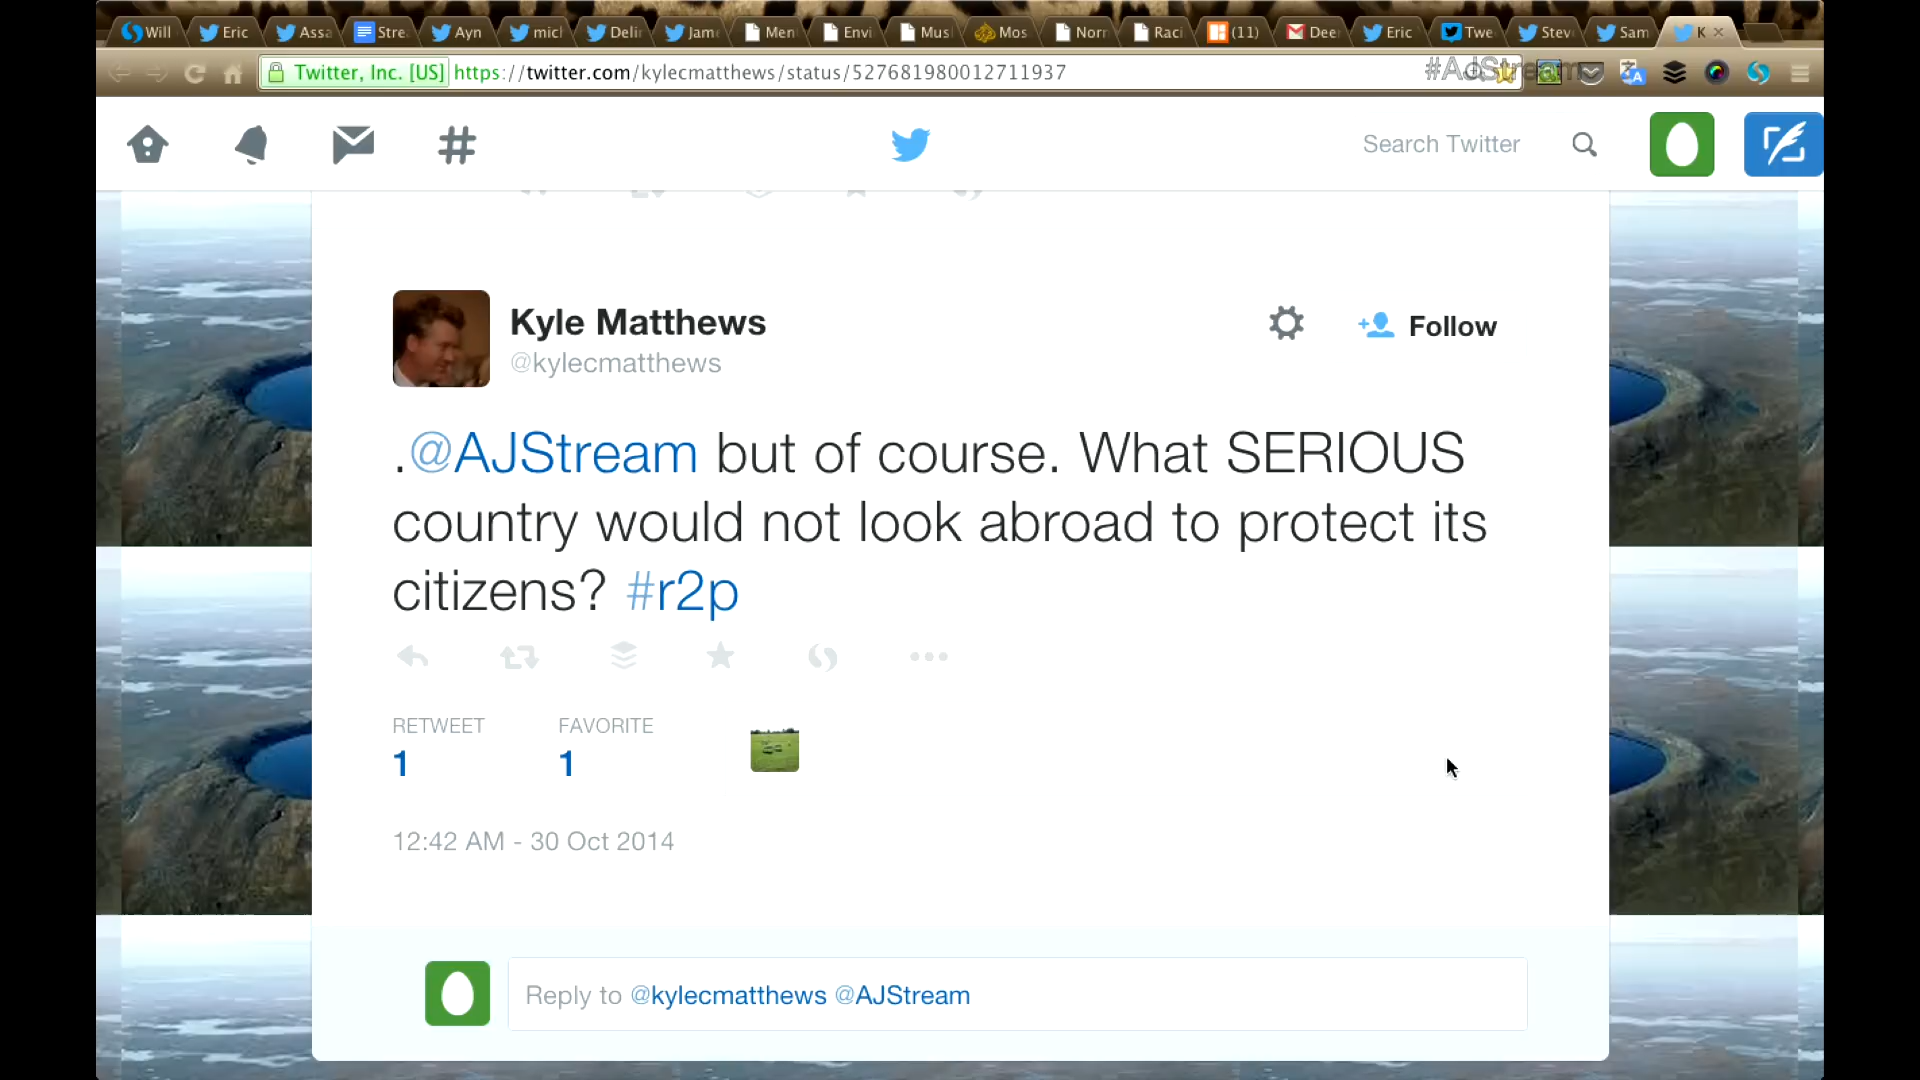 Will Eric Assa Stre Ayn micl Deli Jame Men Envi Mus Mos Norr Raci (11) Dee Eric Twe Stev Sam K
Twitter, Inc. [US] https://twitter.com/kylecmatthews/status/527681980012711937
#AJStream
Search Twitter
Kyle Matthews
@kylecmatthews
Follow
.@AJStream but of course. What SERIOUS
country would not look abroad to protect its
citizens? #r2p
RETWEET FAVORITE
1 1
12:42 AM - 30 Oct 2014
Reply to @kylecmatthews @AJStream